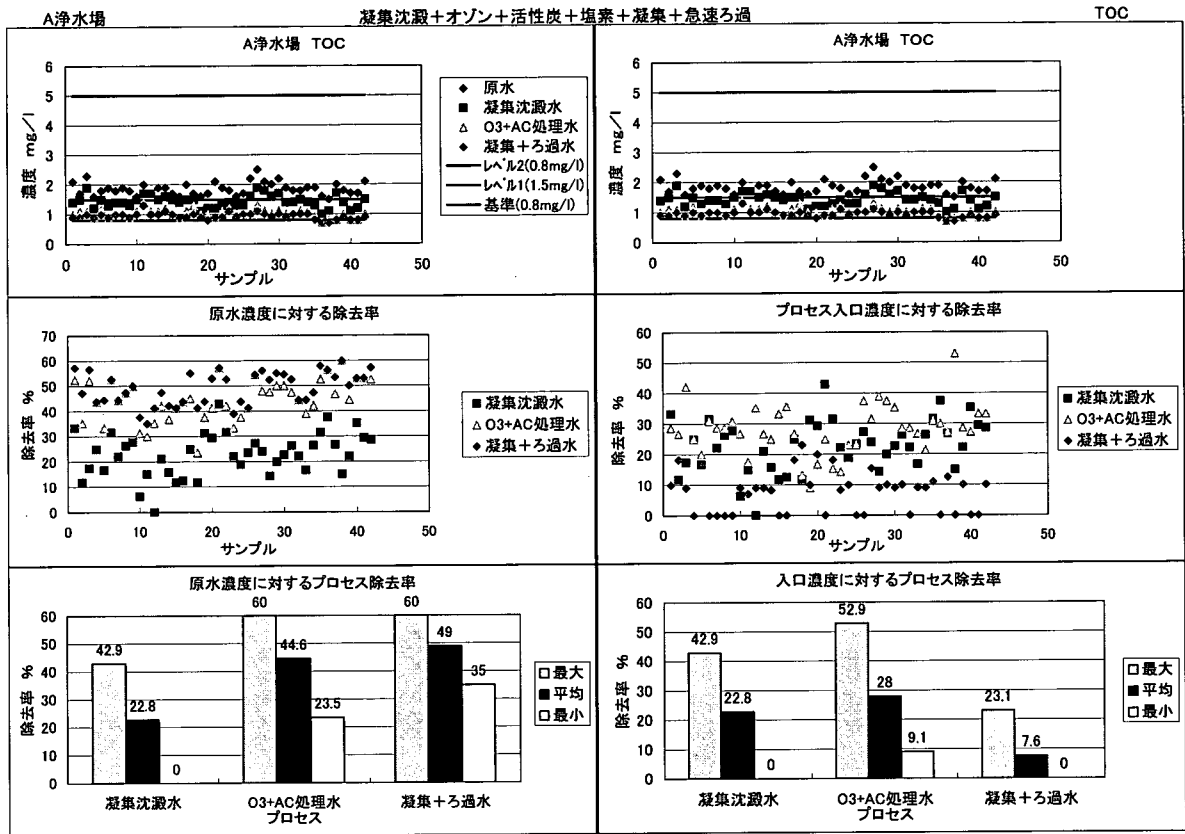 A浄水場
凝集沈澱+オゾン+活性炭+塩素+凝集+急速ろ過
TOC
A浄水場 TOC
濃度 mg/l
6
5
4
3
2
1
0
0 10 20 30 40 50
サンプル
原水
凝集沈澱水
O3+AC処理水
凝集+ろ過水
レベル2(0.8mg/l)
レベル1(1.5mg/l)
基準(0.8mg/l)
A浄水場 TOC
濃度 mg/l
6
5
4
3
2
1
0
0 10 20 30 40 50
サンプル
原水濃度に対する除去率
除去率 %
70
60
50
40
30
20
10
0
0 10 20 30 40 50
サンプル
凝集沈澱水
O3+AC処理水
凝集+ろ過水
プロセス入口濃度に対する除去率
除去率 %
60
50
40
30
20
10
0
0 10 20 30 40 50
サンプル
凝集沈澱水
O3+AC処理水
凝集+ろ過水
原水濃度に対するプロセス除去率
除去率 %
60
50
40
30
20
10
0
42.9
22.8
0
60
44.6
23.5
60
49
35
凝集沈澱水 O3+AC処理水 凝集+ろ過水
プロセス
最大
平均
最小
入口濃度に対するプロセス除去率
除去率 %
60
50
40
30
20
10
0
42.9
22.8
0
52.9
28
9.1
23.1
7.6
0
凝集沈澱水 O3+AC処理水 凝集+ろ過水
プロセス
最大
平均
最小